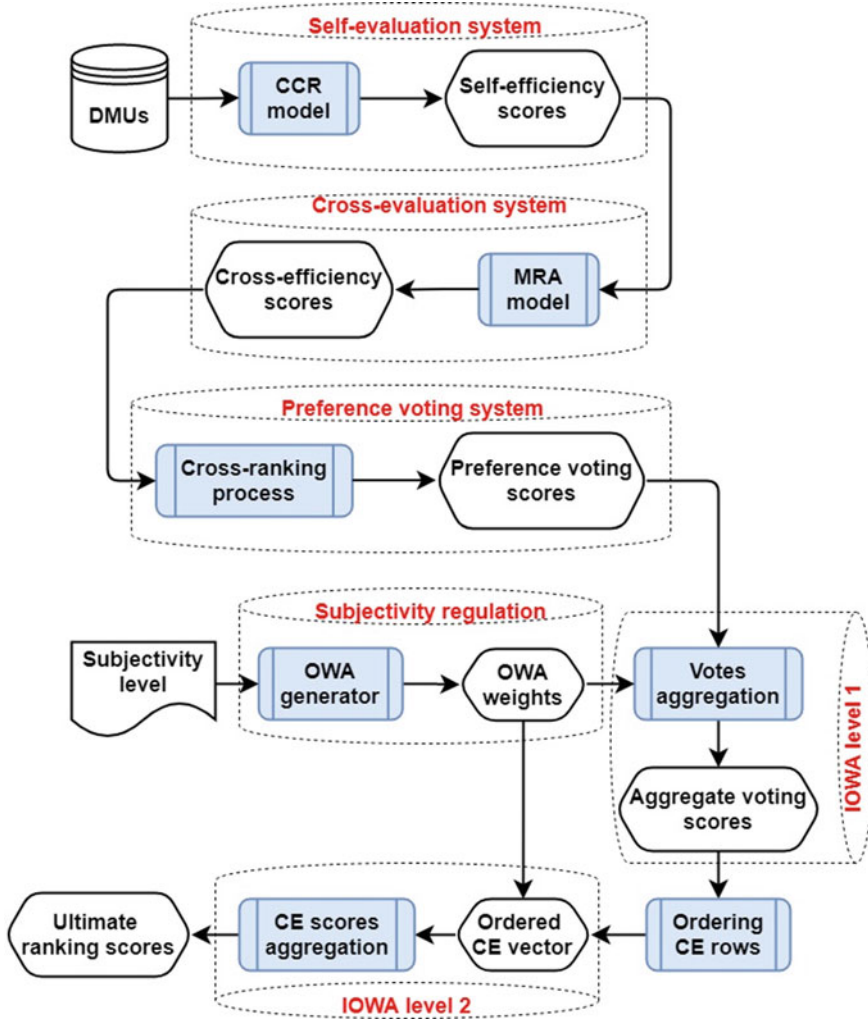 Self-evaluation system
DMUs
CCR
model
Self-efficiency
scores
Cross-evaluation system
Cross-efficiency
scores
MRA
model
Preference voting system
Cross-ranking
process
Preference voting
scores
Subjectivity regulation
Subjectivity
level
OWA
generator
OWA
weights
Votes
aggregation
IOWA level 1
Aggregate voting
scores
Ultimate
ranking scores
CE scores
aggregation
Ordered
CE vector
Ordering
CE rows
IOWA level 2